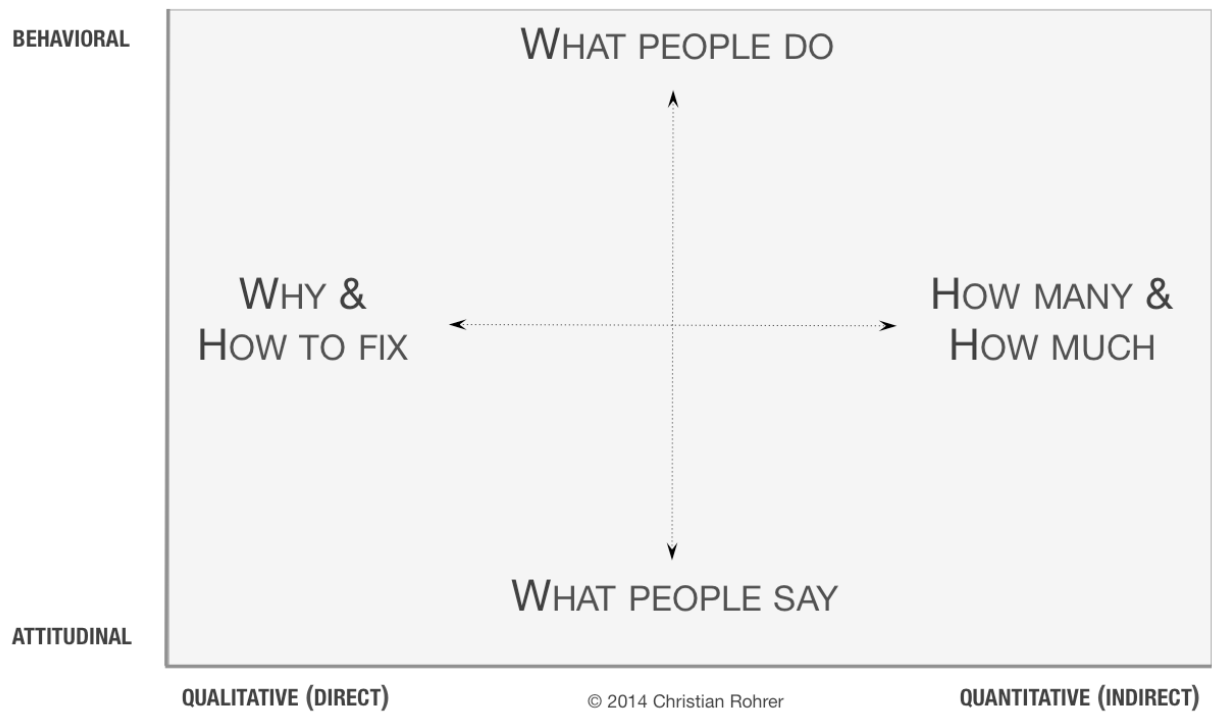 BEHAVIORAL
WHAT PEOPLE DO
WHY &
HOW TO FIX
HOW MANY &
HOW MUCH
WHAT PEOPLE SAY
ATTITUDINAL
QUALITATIVE (DIRECT)
© 2014 Christian Rohrer
QUANTITATIVE (INDIRECT)